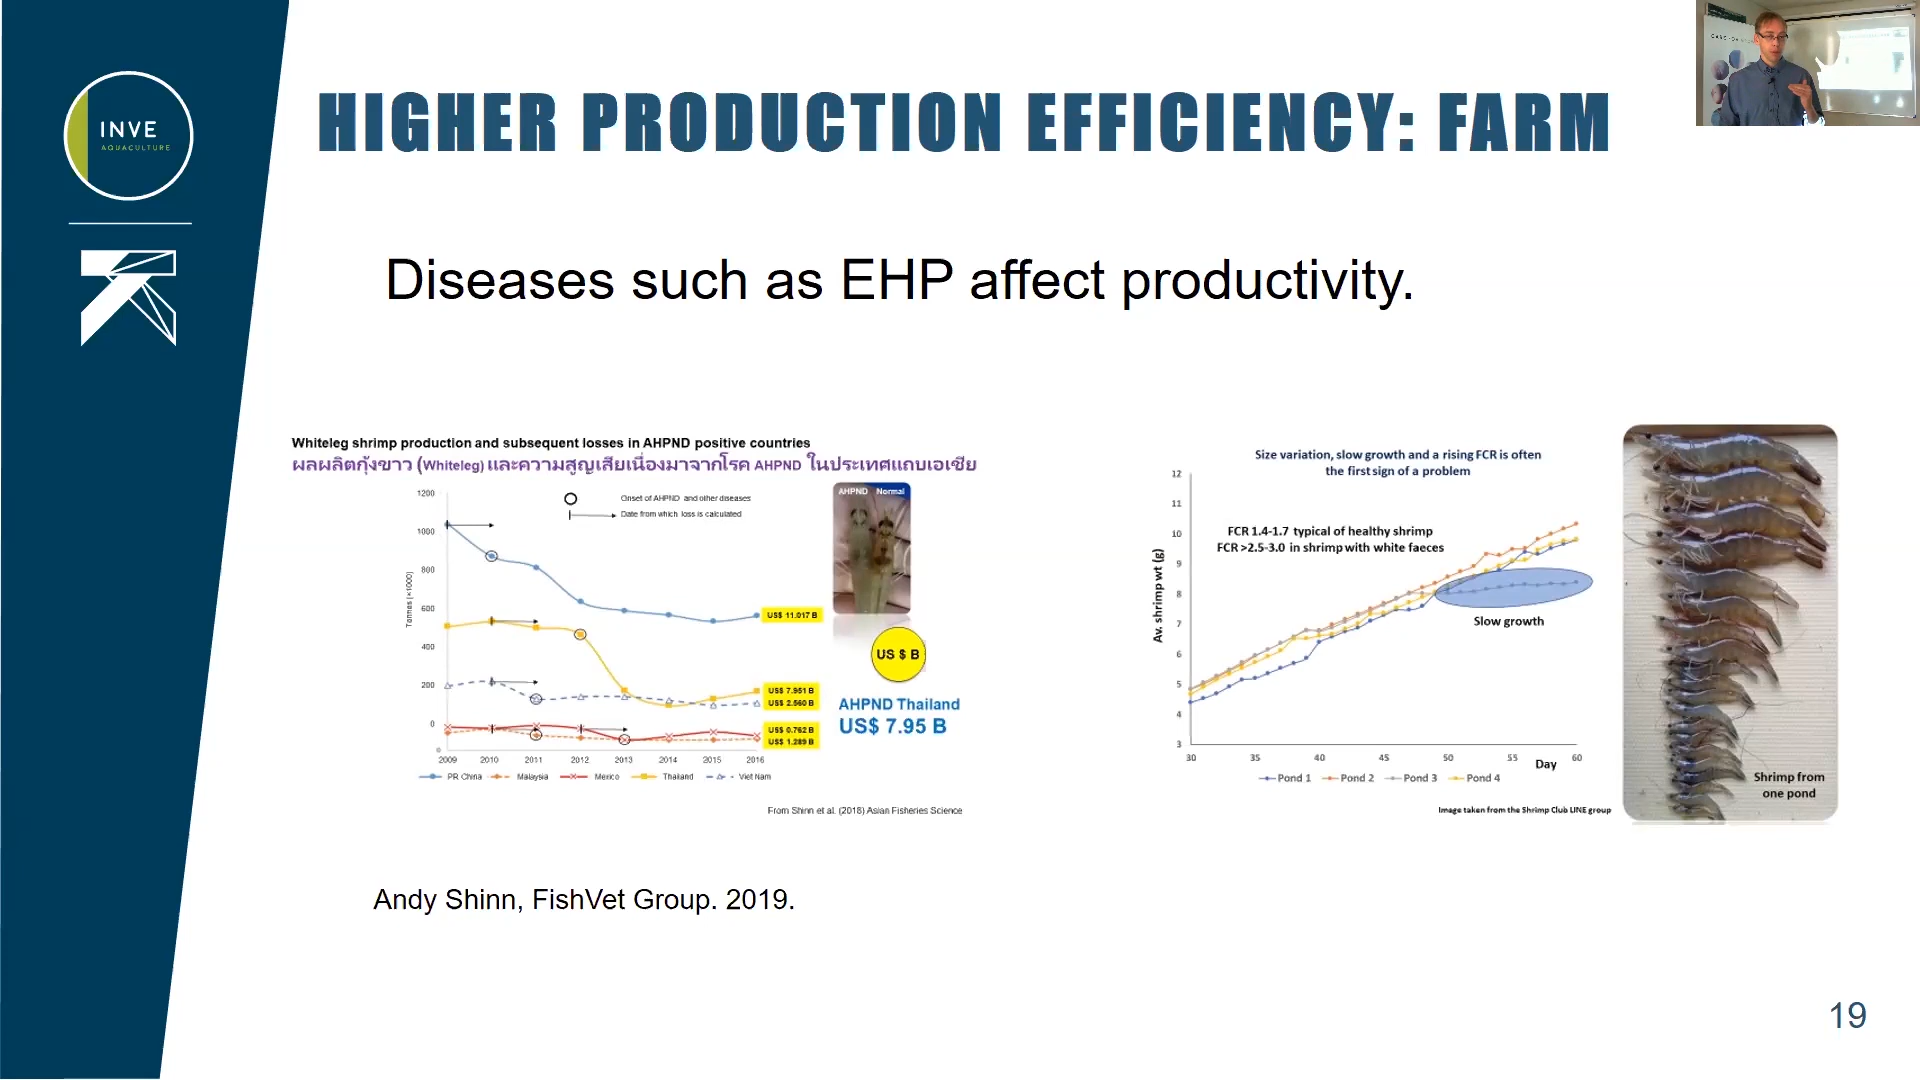 INVE
AQUACULTURE
HIGHER PRODUCTION EFFICIENCY: FARM
Diseases such as EHP affect productivity.
Whiteleg shrimp production and subsequent losses in AHPND positive countries
ผลผลิตกุ้งขาว (Whiteleg) และความสูญเสียเนื่องมาจากโรค AHPND ในประเทศแถบเอเชีย
Onset of AHPND and other diseases
Date from which loss is calculated
Tonnes (×1000)
1200
1000
800
600
400
200
0
0
2009 2010 2011 2012 2013 2014 2015 2016
PR China Malaysia Mexico Thailand Viet Nam
US$ 11.017 B
US$ 7.951 B
US$ 2.560 B
US$ 0.762 B
US$ 1.289 B
AHPND Normal
US $ B
AHPND Thailand
US$ 7.95 B
From Shinn et al. (2018) Asian Fisheries Science
Size variation, slow growth and a rising FCR is often
the first sign of a problem
FCR 1.4-1.7 typical of healthy shrimp
FCR >2.5-3.0 in shrimp with white faeces
Av. shrimp wt (g)
12
11
10
9
8
7
6
5
4
3
Slow growth
30 35 40 45 50 55 60
Day
Pond 1 Pond 2 Pond 3 Pond 4
Image taken from the Shrimp Club LINE group
Shrimp from
one pond
Andy Shinn, FishVet Group. 2019.
19